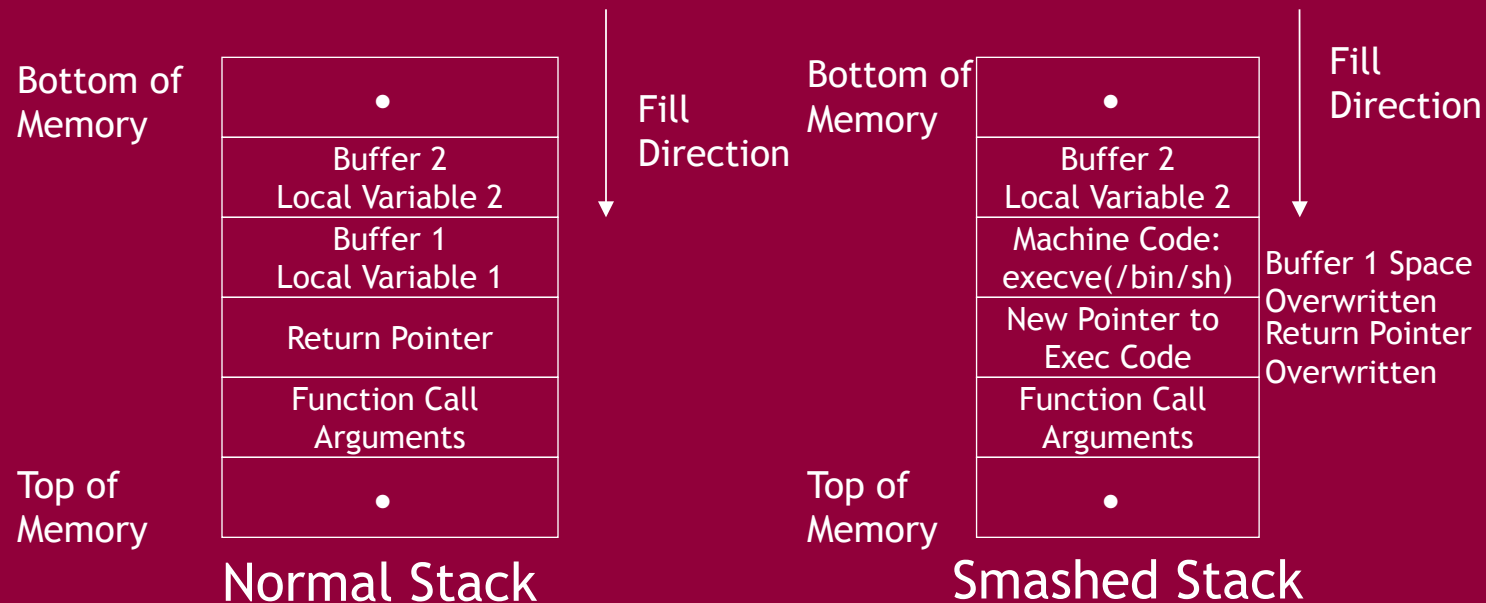 Bottom of
Memory
•
Buffer 2
Local Variable 2
Buffer 1
Local Variable 1
Return Pointer
Function Call
Arguments
Top of
Memory
•
Fill
Direction
Normal Stack
Bottom of
Memory
•
Buffer 2
Local Variable 2
Machine Code:
execve(/bin/sh)
New Pointer to
Exec Code
Function Call
Arguments
Top of
Memory
•
Fill
Direction
Buffer 1 Space
Overwritten
Return Pointer
Overwritten
Smashed Stack